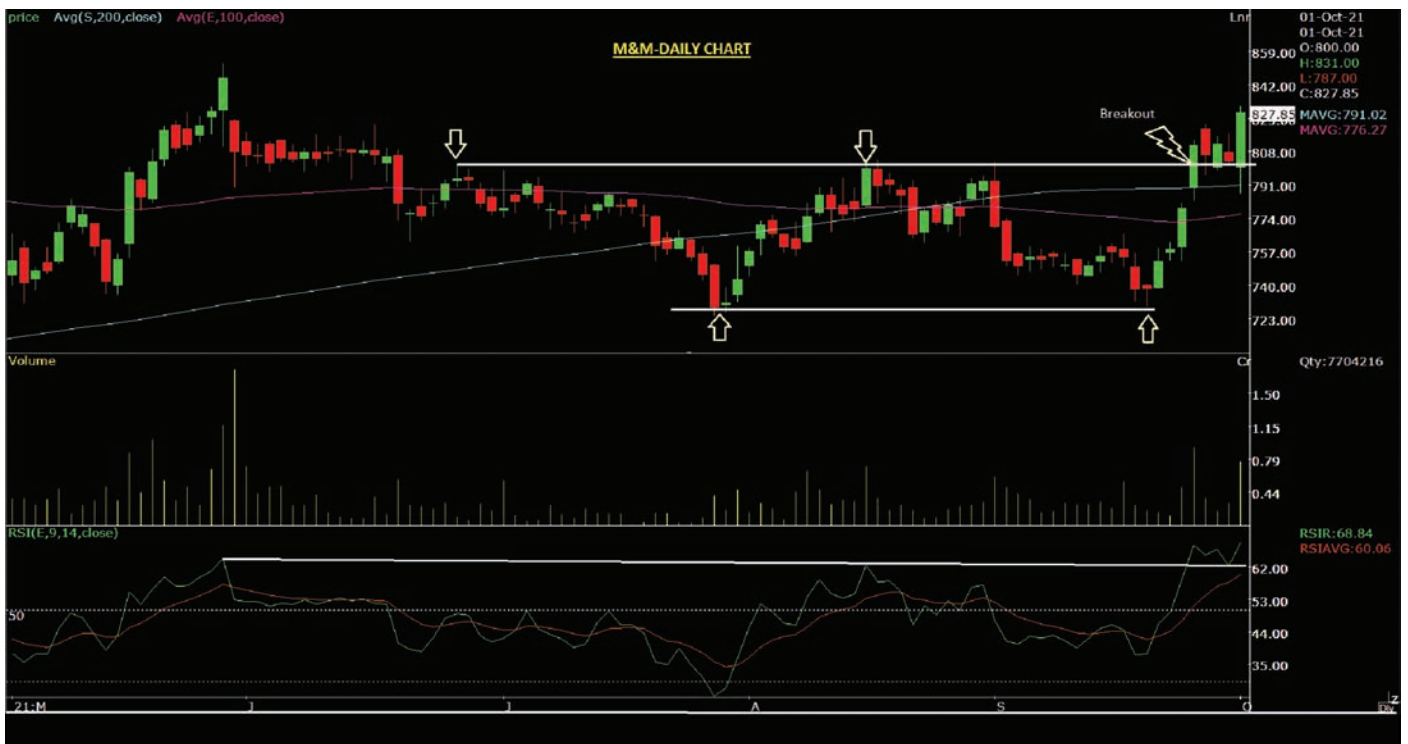 price Avg(S,200,close) Avg(E,100,close)
Lnr
01-Oct-21
01-Oct-21
M&M-DAILY CHART
O:800.00
H:831.00
L:787.00
C:827.85
MAVG:791.02
MAVG:776.27
859.00
842.00
Breakout
827.85
808.00
791.00
774.00
757.00
740.00
723.00
Volume
Cr
Qty:7704216
1.50
1.15
0.79
0.44
RSI(E,9,14,close)
RSIR:68.84
RSIAVG:60.06
62.00
53.00
50
44.00
35.00
21:M J J A S O
Z